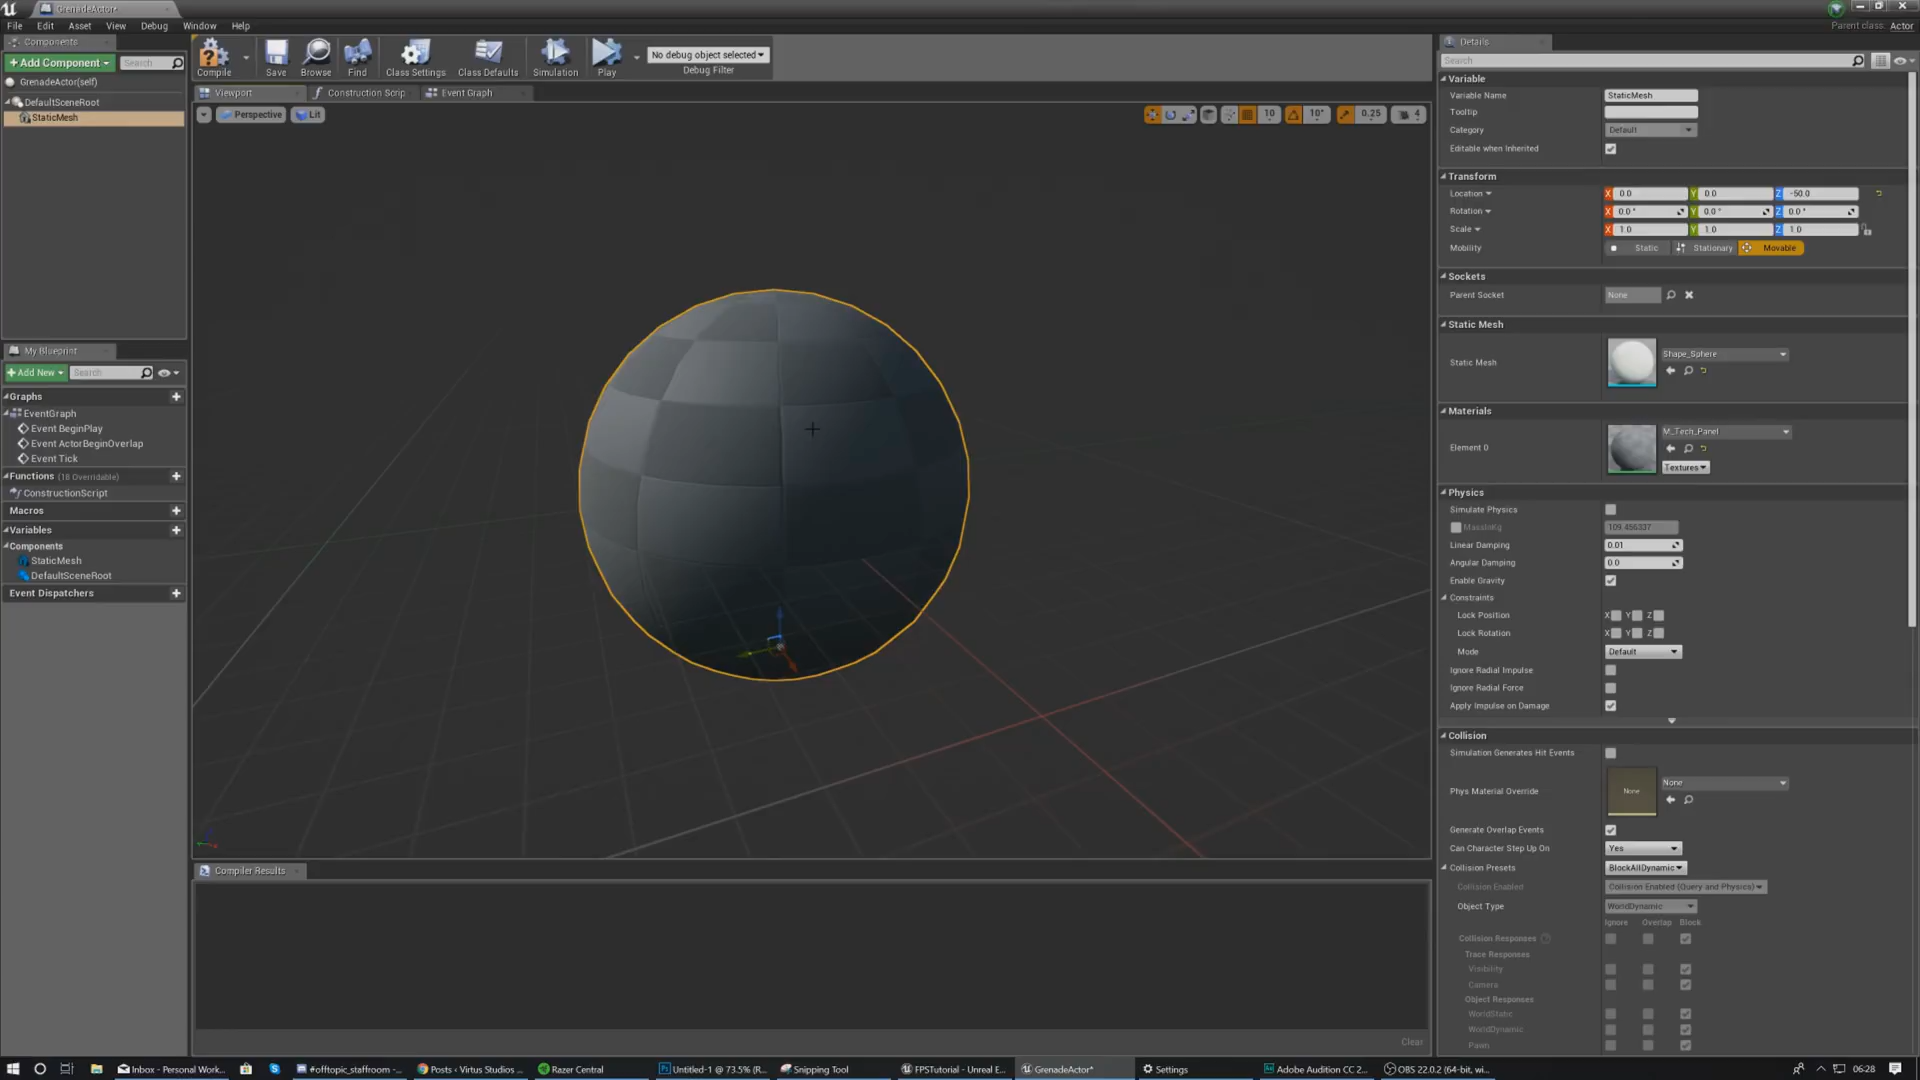 GrenadeActor*
File Edit Asset View Debug Window Help
Parent class: Actor
Components
+Add Component
Search
GrenadeActor(self)
DefaultSceneRoot
StaticMesh
My Blueprint
+Add New
Search
Graphs
EventGraph
Event BeginPlay
Event ActorBeginOverlap
Event Tick
Functions (18 Overridable)
ConstructionScript
Macros
Variables
Components
StaticMesh
DefaultSceneRoot
Event Dispatchers
Compile Save Browse Find Class Settings Class Defaults Simulation Play
No debug object selected
Debug Filter
Viewport Construction Scrip Event Graph
Perspective Lit
10 10° 0.25 4
Compiler Results
Clear
Details
Search
Variable
Variable Name StaticMesh
Tooltip
Category Default
Editable when Inherited
Transform
Location X 0.0 Y 0.0 Z -50.0
Rotation X 0.0° Y 0.0° Z 0.0°
Scale X 1.0 Y 1.0 Z 1.0
Mobility Static Stationary Movable
Sockets
Parent Socket None
Static Mesh
Static Mesh Shape_Sphere
Materials
Element 0 M_Tech_Panel
Textures
Physics
Simulate Physics
MassInKg 109.456337
Linear Damping 0.01
Angular Damping 0.0
Enable Gravity
Constraints
Lock Position X Y Z
Lock Rotation X Y Z
Mode Default
Ignore Radial Impulse
Ignore Radial Force
Apply Impulse on Damage
Collision
Simulation Generates Hit Events
Phys Material Override None None
Generate Overlap Events
Can Character Step Up On Yes
Collision Presets BlockAllDynamic
Collision Enabled Collision Enabled (Query and Physics)
Object Type WorldDynamic
Ignore Overlap Block
Collision Responses
Trace Responses
Visibility
Camera
Object Responses
WorldStatic
WorldDynamic
Pawn
Inbox - Personal Work... #offtopic_staffroom -... Posts ‹ Virtus Studios ... Razer Central Untitled-1 @ 73.5% (R... Snipping Tool FPSTutorial - Unreal E... GrenadeActor* Settings Adobe Audition CC 2... OBS 22.0.2 (64-bit, wi... 06:28